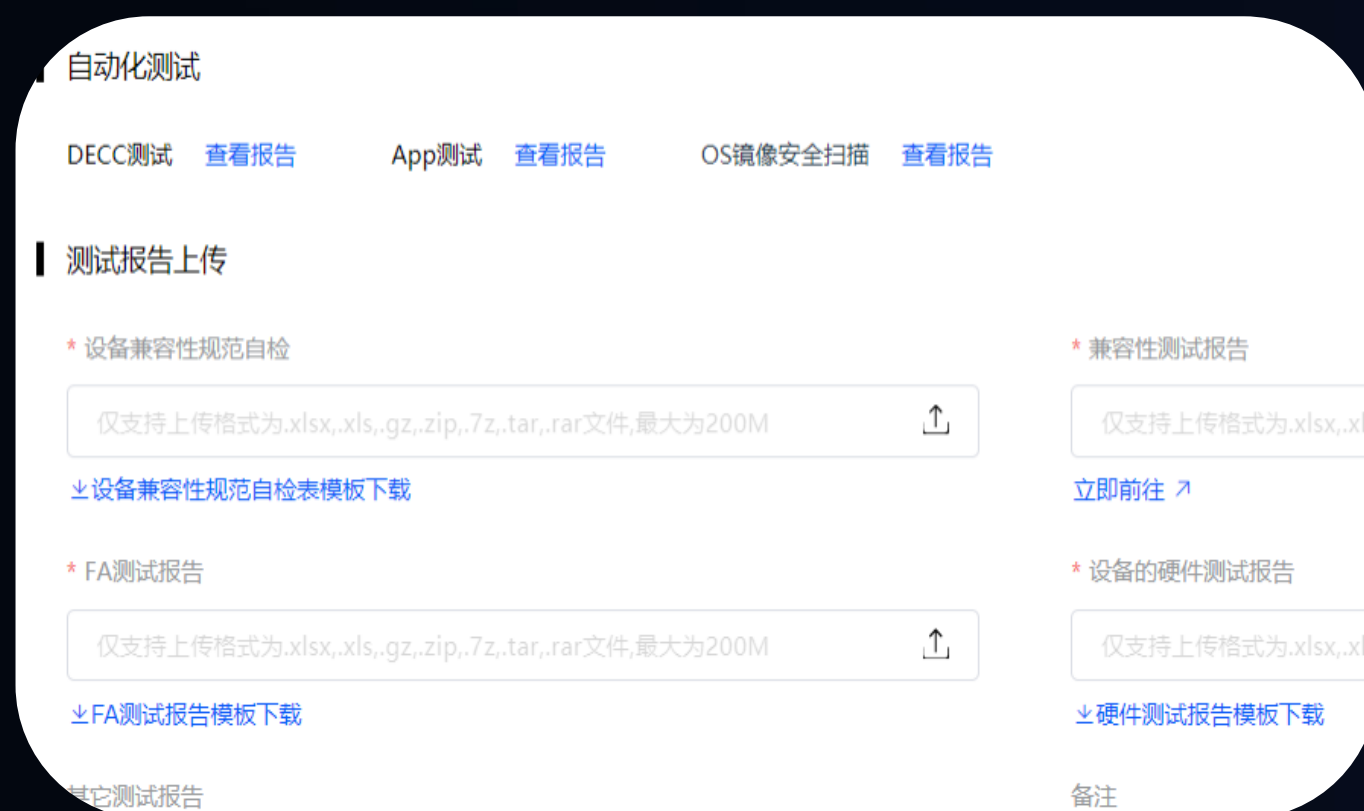 自动化测试
DECC测试 查看报告 App测试 查看报告 OS镜像安全扫描 查看报告
测试报告上传
* 设备兼容性规范自检 * 兼容性测试报告
仅支持上传格式为.xlsx,.xls,.gz,.zip,.7z,.tar,.rar文件,最大为200M 仅支持上传格式为.xlsx,.xl
设备兼容性规范自检表模板下载 立即前往
* FA测试报告 * 设备的硬件测试报告
仅支持上传格式为.xlsx,.xls,.gz,.zip,.7z,.tar,.rar文件,最大为200M 仅支持上传格式为.xlsx,.xl
FA测试报告模板下载 硬件测试报告模板下载
其它测试报告 备注